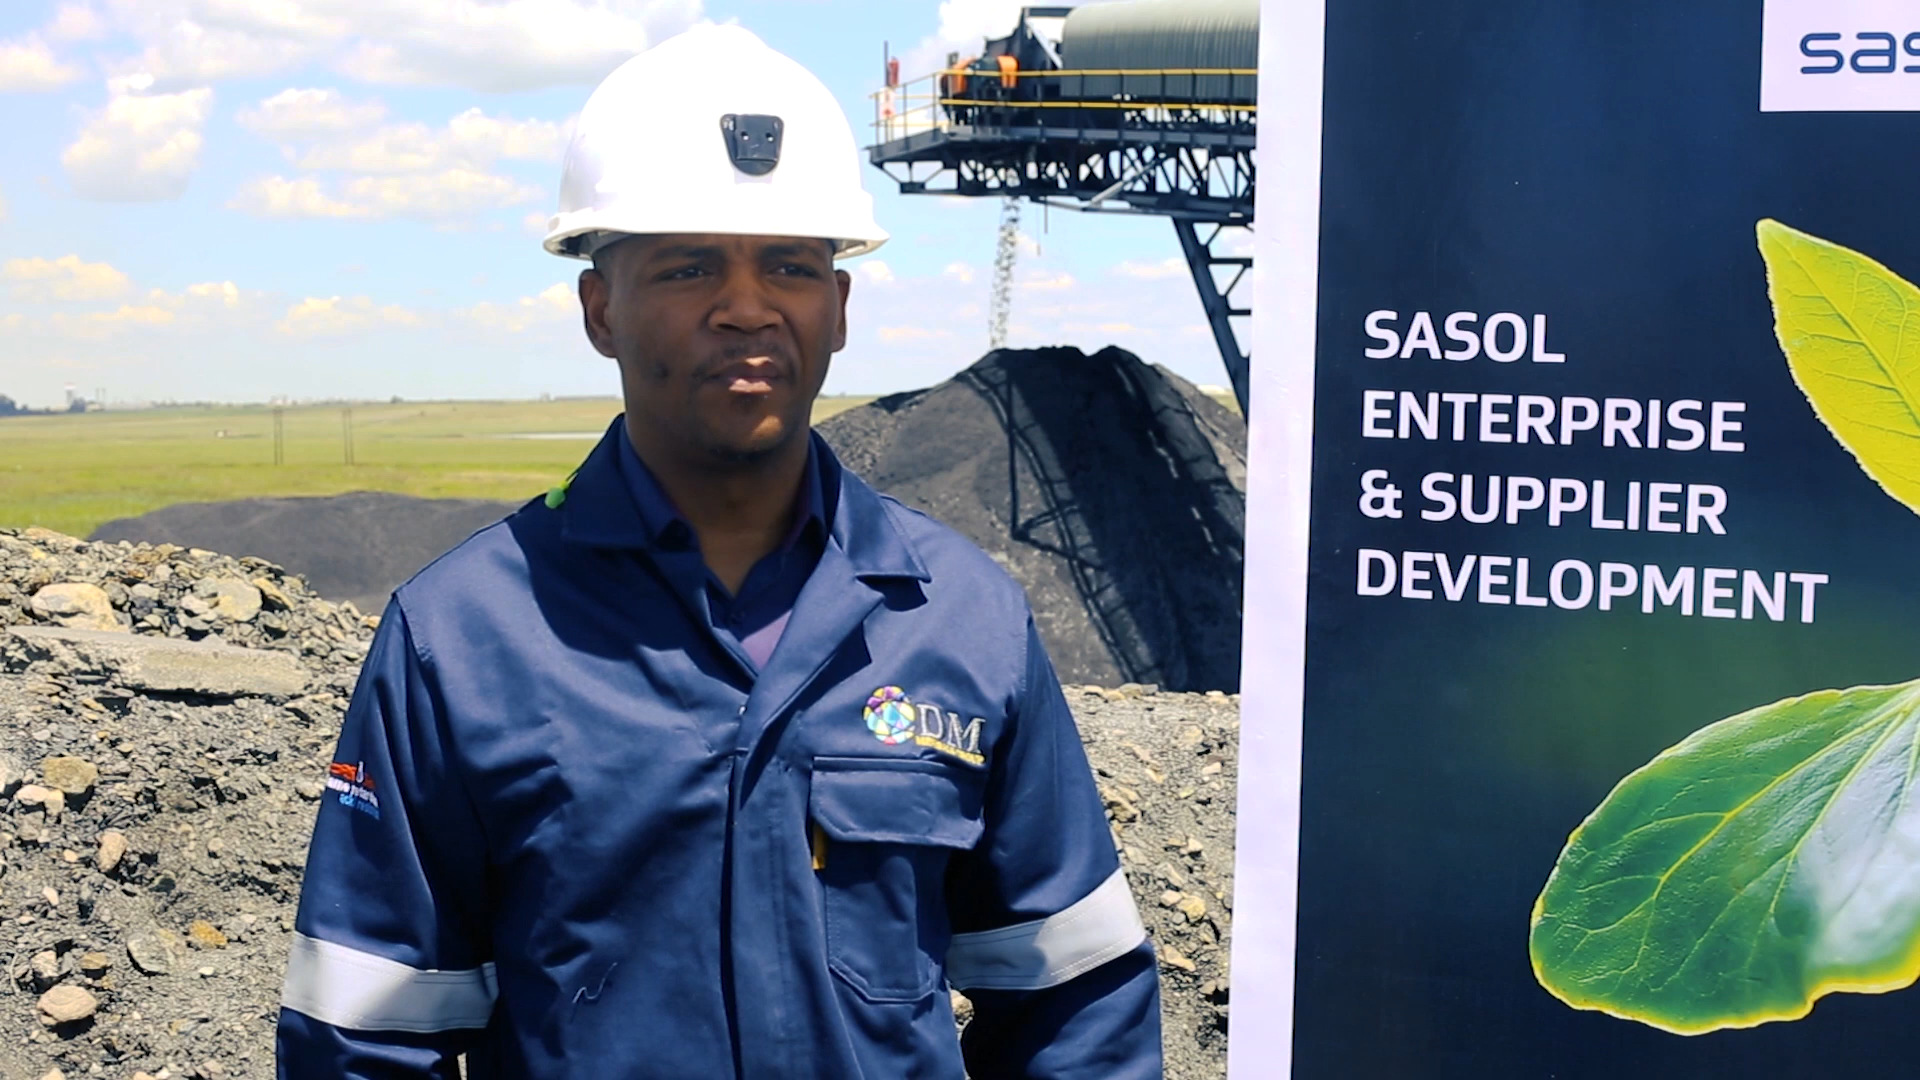 sas
SASOL
ENTERPRISE
& SUPPLIER
DEVELOPMENT
DM